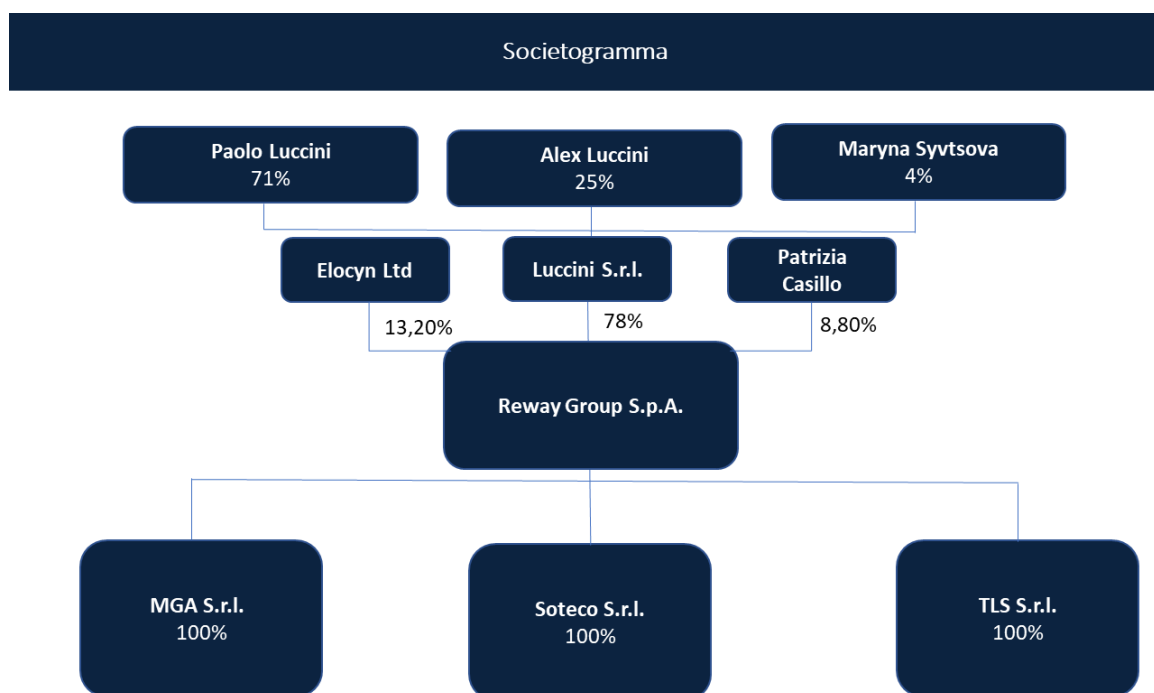 Societogramma
Paolo Luccini
71%
Alex Luccini
25%
Maryna Syvtsova
4%
Elocyn Ltd
Luccini S.r.l.
Patrizia
Casillo
13,20%
78%
8,80%
Reway Group S.p.A.
MGA S.r.l.
100%
Soteco S.r.l.
100%
TLS S.r.l.
100%